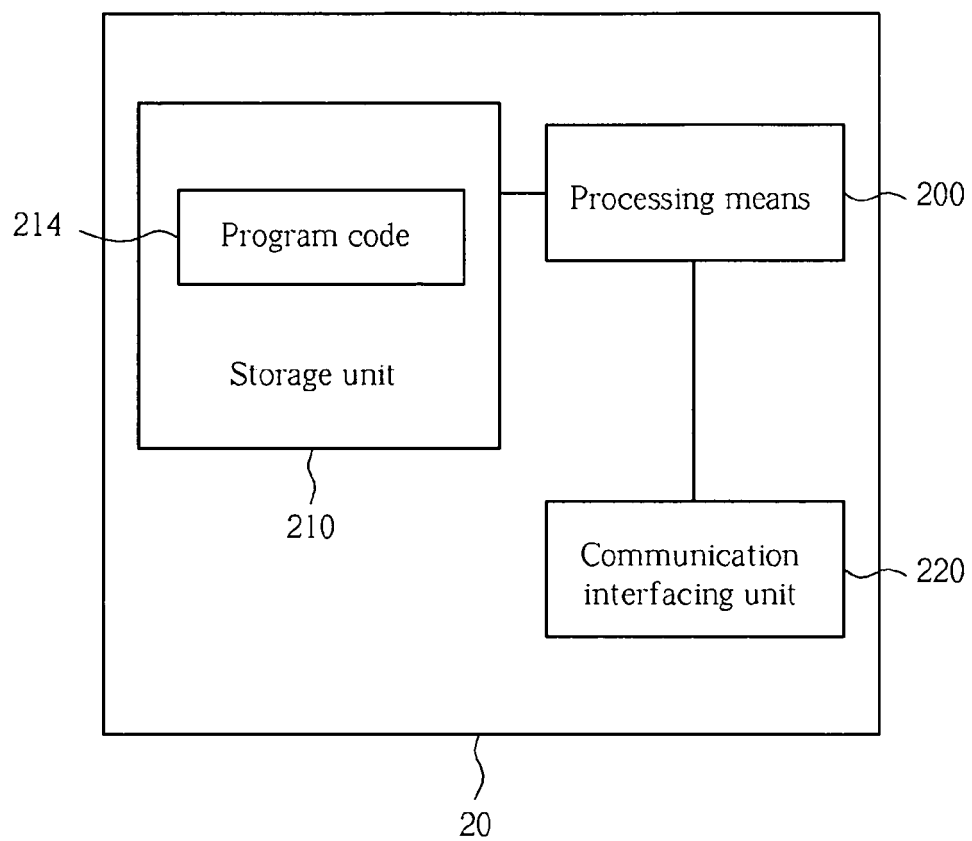 Processing means
200
214
Program code
Storage unit
210
Communication
interfacing unit
220
20